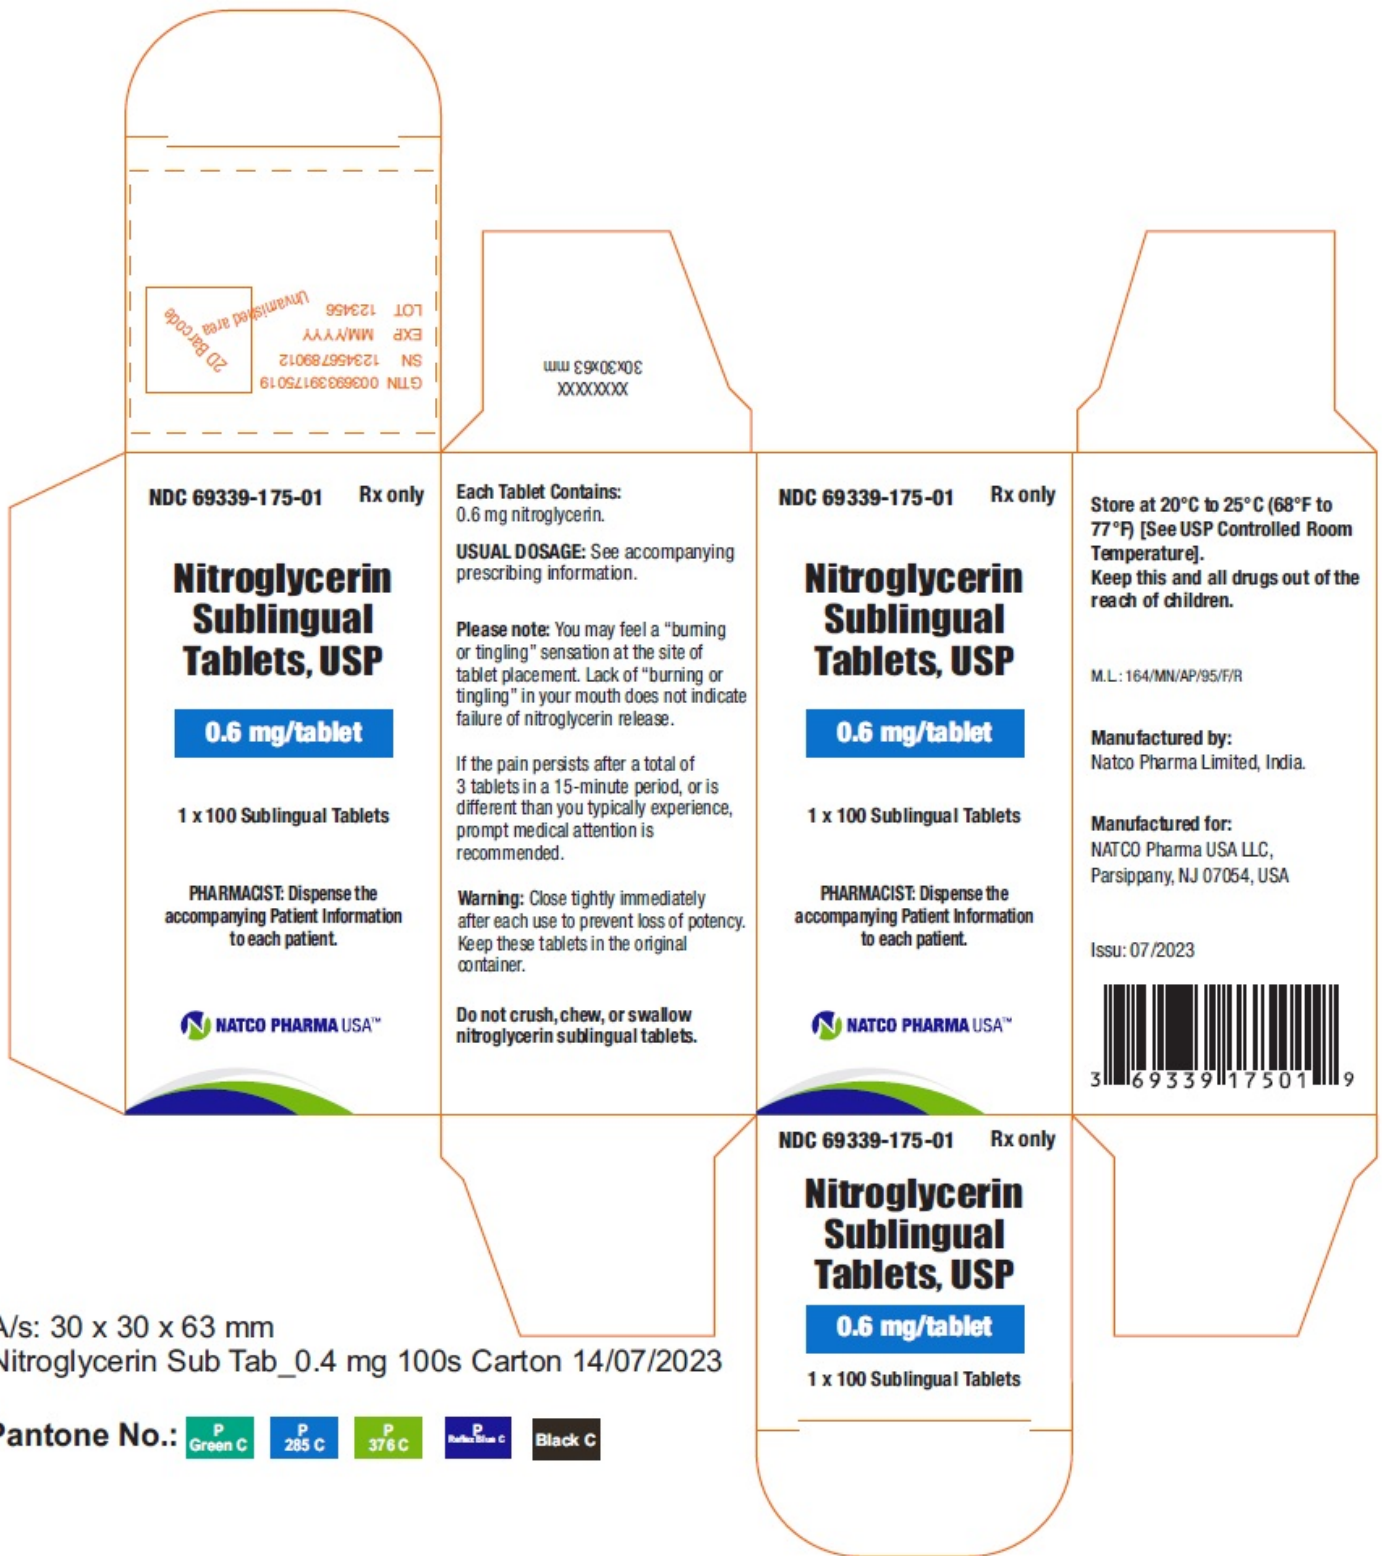 2D Bar code
Unvarnished area
GTIN 00369339175019
SN 123456789012
EXP MM/YYYY
LOT 123456
XXXXXXXX
30x30x63 mm
NDC 69339-175-01 Rx only
Nitroglycerin
Sublingual
Tablets, USP
0.6 mg/tablet
1 x 100 Sublingual Tablets
PHARMACIST: Dispense the
accompanying Patient Information
to each patient.
N NATCO PHARMA USA™
Each Tablet Contains:
0.6 mg nitroglycerin.
USUAL DOSAGE: See accompanying
prescribing information.
Please note: You may feel a “burning
or tingling” sensation at the site of
tablet placement. Lack of “burning or
tingling” in your mouth does not indicate
failure of nitroglycerin release.
If the pain persists after a total of
3 tablets in a 15-minute period, or is
different than you typically experience,
prompt medical attention is
recommended.
Warning: Close tightly immediately
after each use to prevent loss of potency.
Keep these tablets in the original
container.
Do not crush, chew, or swallow
nitroglycerin sublingual tablets.
NDC 69339-175-01 Rx only
Nitroglycerin
Sublingual
Tablets, USP
0.6 mg/tablet
1 x 100 Sublingual Tablets
PHARMACIST: Dispense the
accompanying Patient Information
to each patient.
N NATCO PHARMA USA™
Store at 20°C to 25°C (68°F to
77°F) [See USP Controlled Room
Temperature].
Keep this and all drugs out of the
reach of children.
M.L.: 164/MN/AP/95/F/R
Manufactured by:
Natco Pharma Limited, India.
Manufactured for:
NATCO Pharma USA LLC,
Parsippany, NJ 07054, USA
Issu: 07/2023
3 69339 17501 9
NDC 69339-175-01 Rx only
Nitroglycerin
Sublingual
Tablets, USP
0.6 mg/tablet
1 x 100 Sublingual Tablets
A/s: 30 x 30 x 63 mm
Nitroglycerin Sub Tab_0.4 mg 100s Carton 14/07/2023
Pantone No.:
P
Green C
P
285 C
P
376 C
P
Reflex Blue C
Black C